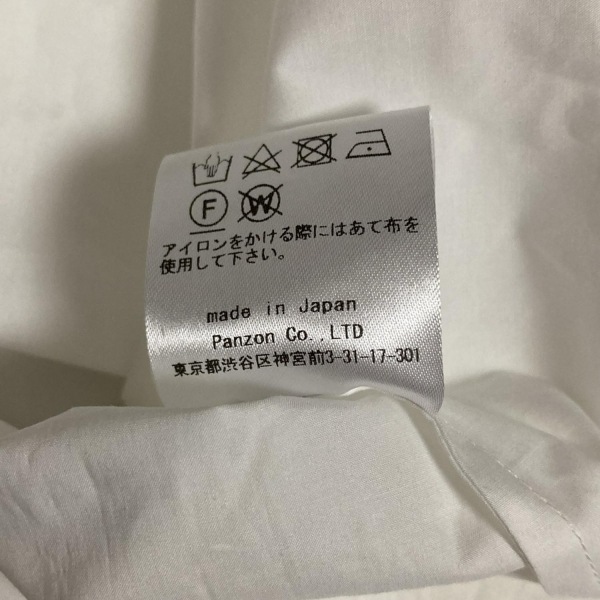 F W
アイロンをかける際にはあて布を
使用して下さい。
made in Japan
Panzon Co.,LTD
東京都渋谷区神宮前3-31-17-301